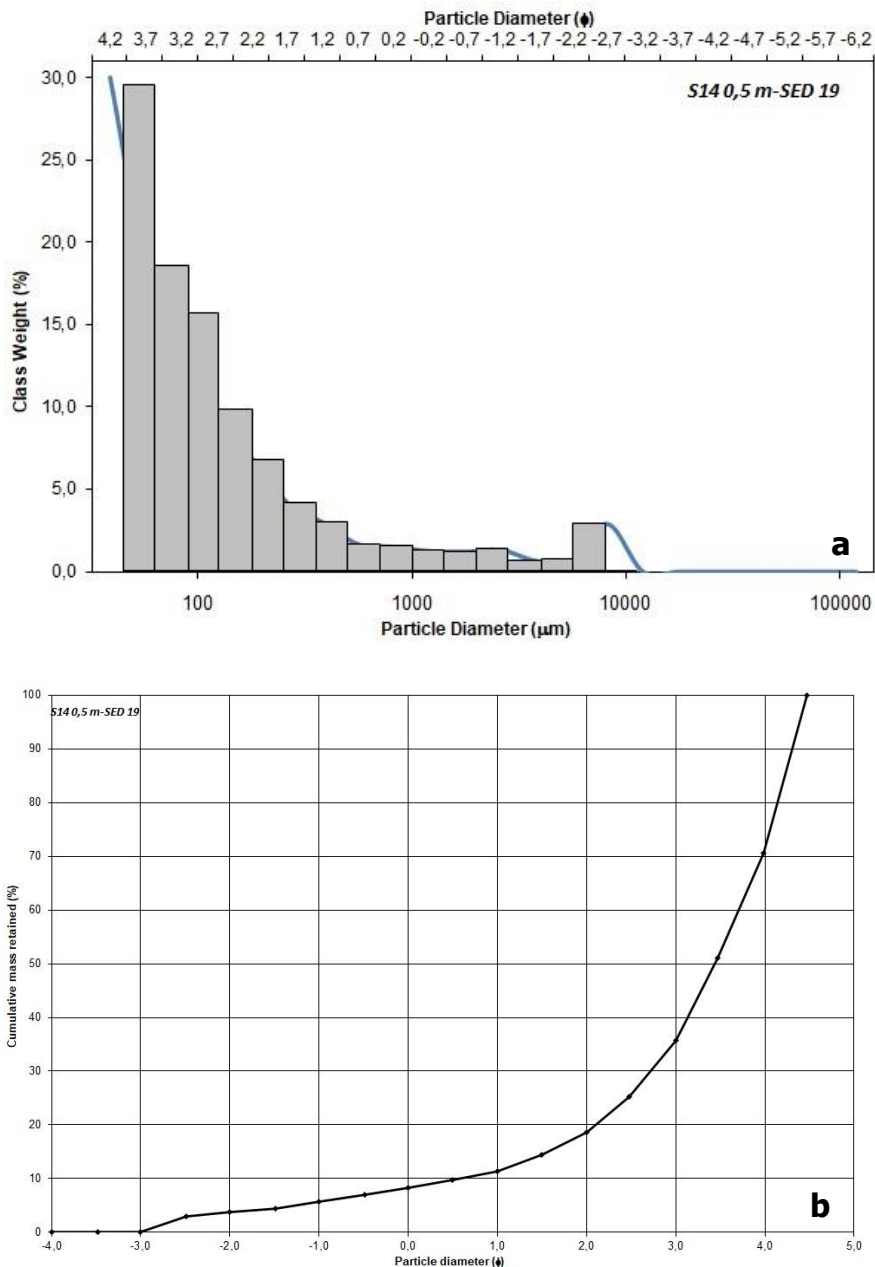 Particle Diameter (ϕ)
4,2 3,7 3,2 2,7 2,2 1,7 1,2 0,7 0,2 -0,2 -0,7 -1,2 -1,7 -2,2 -2,7 -3,2 -3,7 -4,2 -4,7 -5,2 -5,7 -6,2
S14 0,5 m-SED 19
Class Weight (%)
30,0
25,0
20,0
15,0
10,0
5,0
0,0
a
100 1000 10000 100000
Particle Diameter (μm)
S14 0,5 m-SED 19
Cumulative mass retained (%)
100
90
80
70
60
50
40
30
20
10
0
b
-4,0 -3,0 -2,0 -1,0 0,0 1,0 2,0 3,0 4,0 5,0
Particle diameter (ϕ)